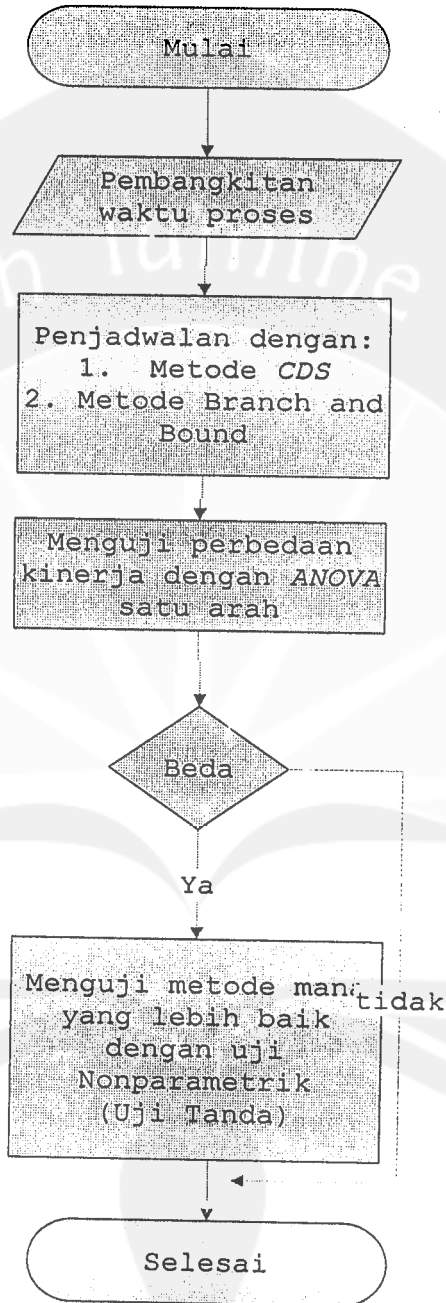 Mulai
Pembangkitan
waktu proses
Penjadwalan dengan:
1. Metode CDS
2. Metode Branch and
Bound
Menguji perbedaan
kinerja dengan ANOVA
satu arah
Beda
Ya
Menguji metode mana
tidak
yang lebih baik
dengan uji
Nonparametrik
(Uji Tanda)
Selesai